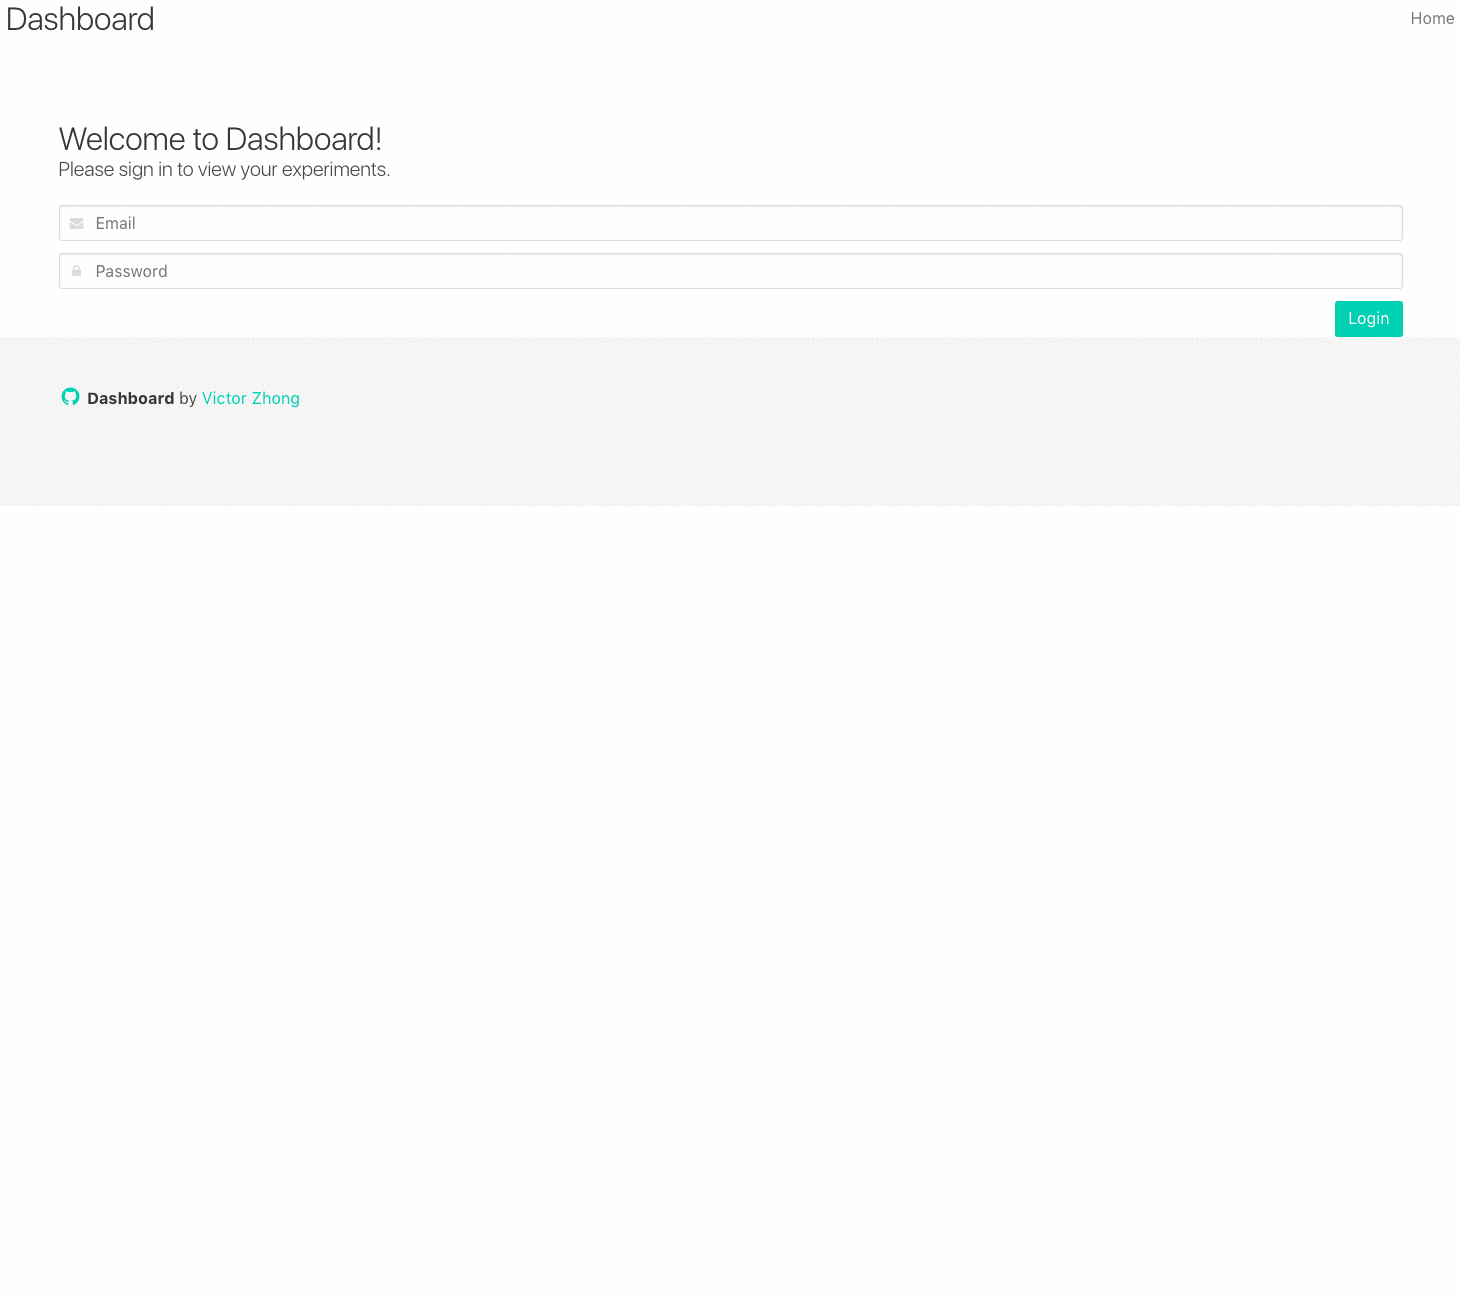 Dashboard
Home
Welcome to Dashboard!
Please sign in to view your experiments.
Email
Password
Login
Dashboard by Victor Zhong